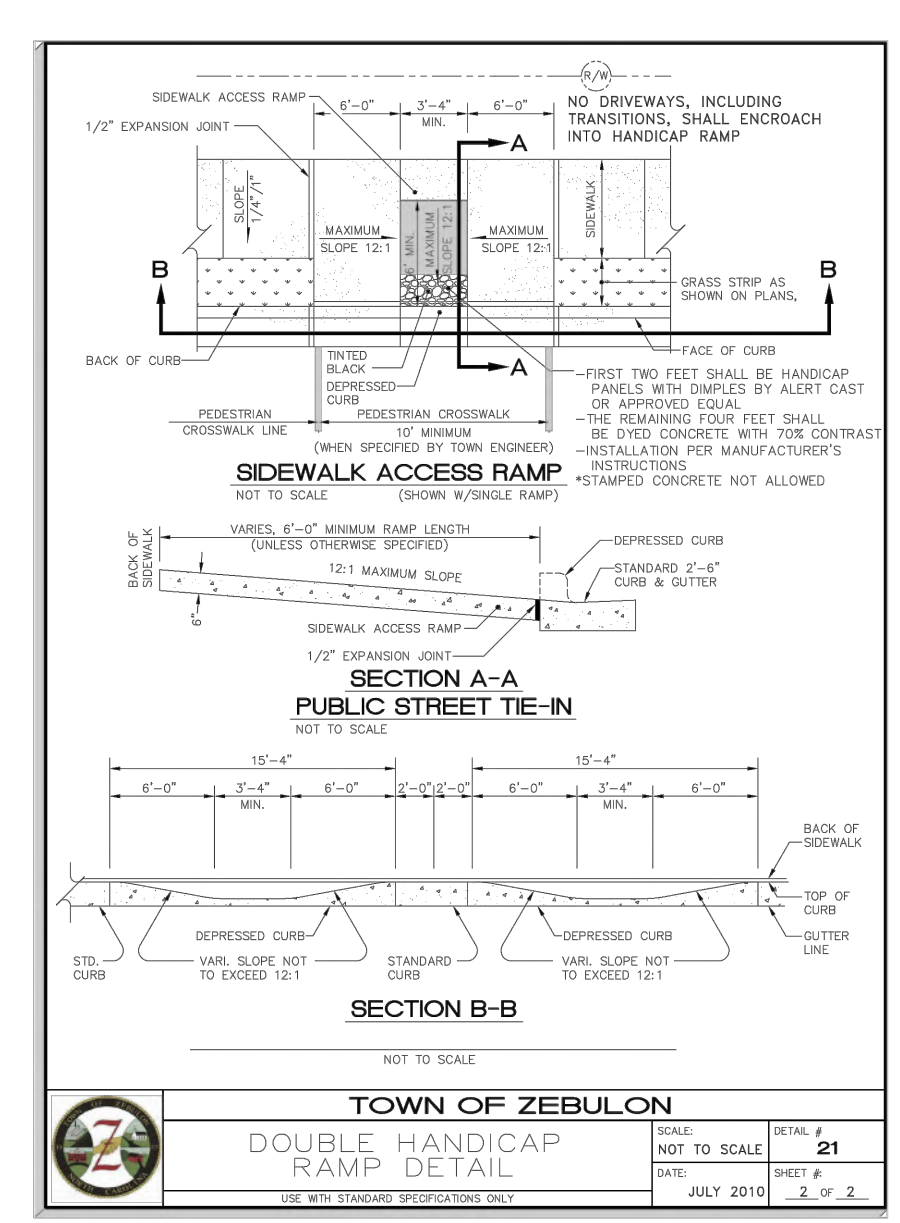 R/W
SIDEWALK ACCESS RAMP
6'-0" 3'-4" 6'-0"
MIN.
NO DRIVEWAYS, INCLUDING
TRANSITIONS, SHALL ENCROACH
INTO HANDICAP RAMP
1/2" EXPANSION JOINT
A
SLOPE
1/4"/1"
SIDEWALK
MAXIMUM
SLOPE 12:1
6' MIN.
MAXIMUM
SLOPE 12:1
MAXIMUM
SLOPE 12:1
B
B
GRASS STRIP AS
SHOWN ON PLANS,
BACK OF CURB
FACE OF CURB
TINTED
BLACK
A
DEPRESSED
CURB
-FIRST TWO FEET SHALL BE HANDICAP
PANELS WITH DIMPLES BY ALERT CAST
OR APPROVED EQUAL
-THE REMAINING FOUR FEET SHALL
BE DYED CONCRETE WITH 70% CONTRAST
-INSTALLATION PER MANUFACTURER'S
INSTRUCTIONS
*STAMPED CONCRETE NOT ALLOWED
PEDESTRIAN
CROSSWALK LINE
PEDESTRIAN CROSSWALK
10' MINIMUM
(WHEN SPECIFIED BY TOWN ENGINEER)
SIDEWALK ACCESS RAMP
NOT TO SCALE (SHOWN W/SINGLE RAMP)
BACK OF
SIDEWALK
VARIES, 6'-0" MINIMUM RAMP LENGTH
(UNLESS OTHERWISE SPECIFIED)
DEPRESSED CURB
12:1 MAXIMUM SLOPE
STANDARD 2'-6"
CURB & GUTTER
6"
SIDEWALK ACCESS RAMP
1/2" EXPANSION JOINT
SECTION A-A
PUBLIC STREET TIE-IN
NOT TO SCALE
15'-4" 15'-4"
6'-0" 3'-4" 6'-0" 2'-0" 2'-0" 6'-0" 3'-4" 6'-0"
MIN. MIN.
BACK OF
SIDEWALK
TOP OF
CURB
GUTTER
LINE
DEPRESSED CURB
DEPRESSED CURB
STD.
CURB
VARI. SLOPE NOT
TO EXCEED 12:1
STANDARD
CURB
VARI. SLOPE NOT
TO EXCEED 12:1
SECTION B-B
NOT TO SCALE
TOWN OF ZEBULON
TOWN OF ZEBULON
Z
NORTH CAROLINA
DOUBLE HANDICAP
RAMP DETAIL
USE WITH STANDARD SPECIFICATIONS ONLY
SCALE:
NOT TO SCALE
DETAIL #
21
DATE:
JULY 2010
SHEET #:
2 OF 2